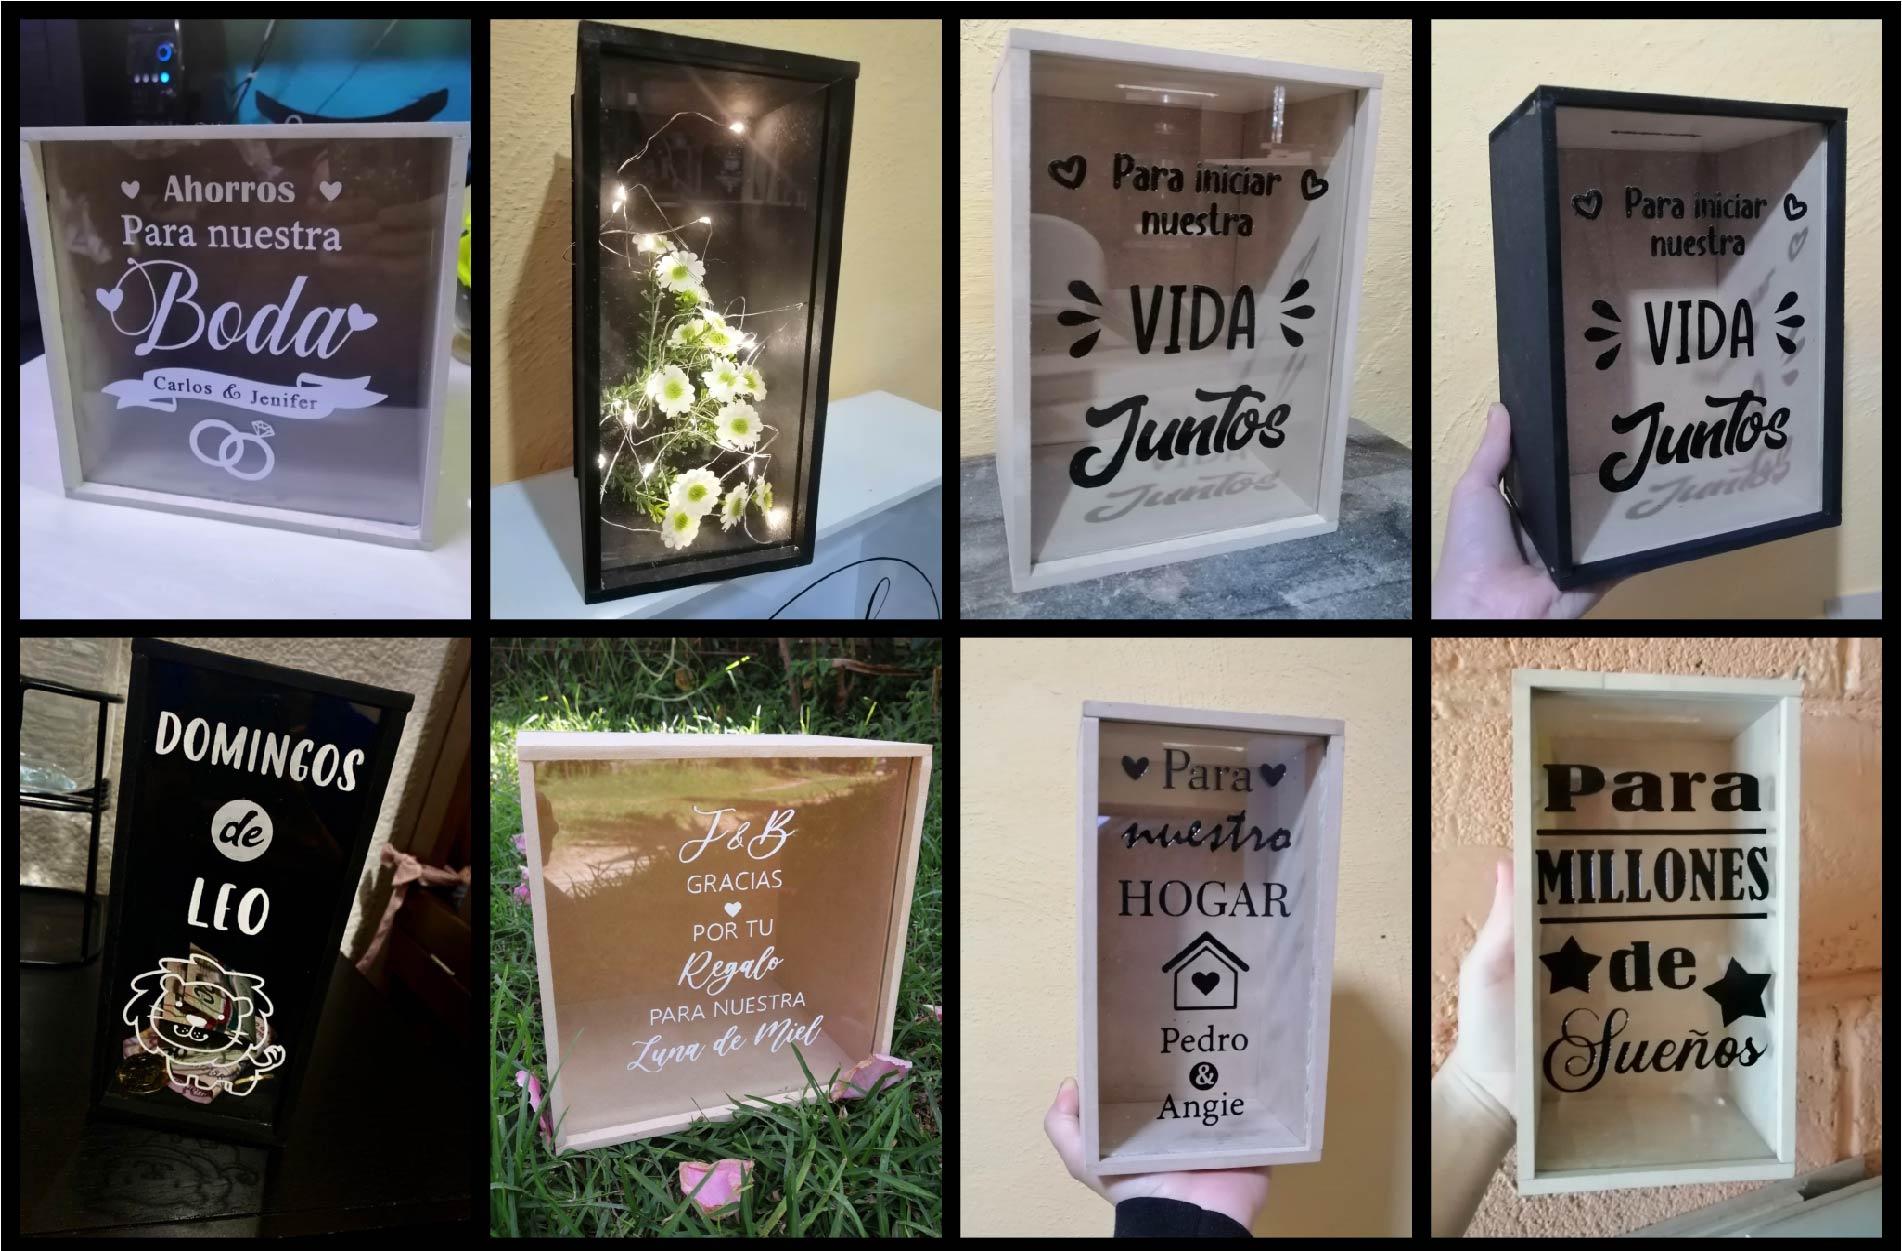 Ahorros
Para nuestra
Boda
Carlos & Jenifer
Para iniciar
nuestra
VIDA
Juntos
Para iniciar
nuestra
VIDA
Juntos
DOMINGOS
de
LEO
J & B
GRACIAS
POR TU
Regalo
PARA NUESTRA
Luna de Miel
Para
nuestro
HOGAR
Pedro
&
Angie
Para
MILLONES
de
Sueños